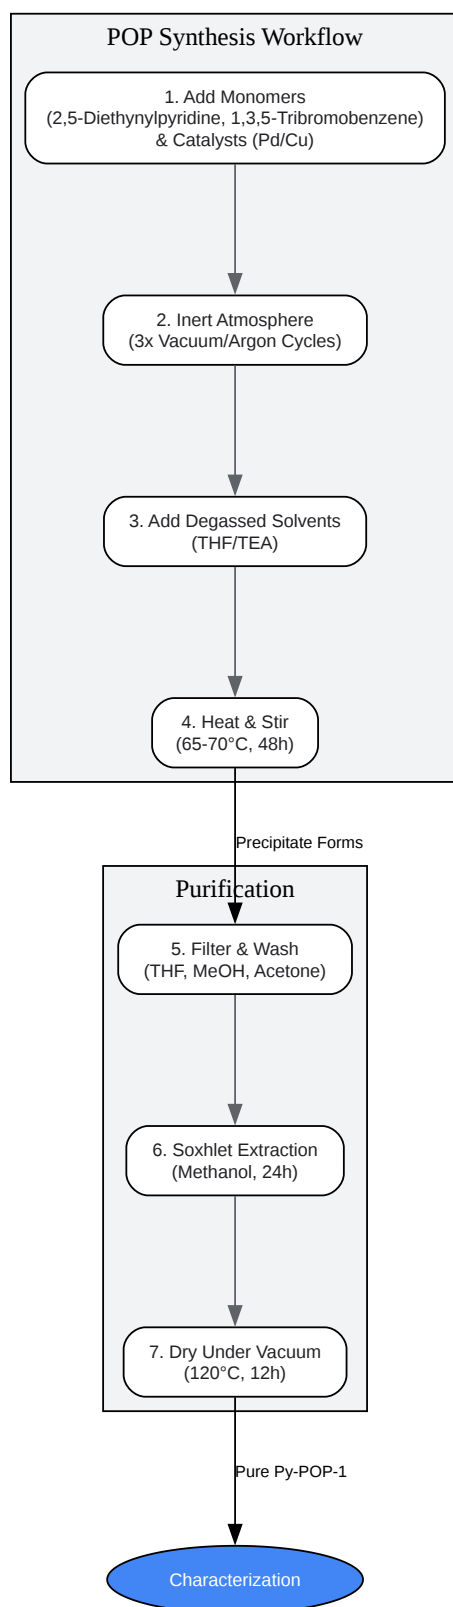 POP Synthesis Workflow
1. Add Monomers
(2,5-Diethynylpyridine, 1,3,5-Tribromobenzene)
& Catalysts (Pd/Cu)
2. Inert Atmosphere
(3x Vacuum/Argon Cycles)
3. Add Degassed Solvents
(THF/TEA)
4. Heat & Stir
(65-70°C, 48h)
Precipitate Forms
Purification
5. Filter & Wash
(THF, MeOH, Acetone)
6. Soxhlet Extraction
(Methanol, 24h)
7. Dry Under Vacuum
(120°C, 12h)
Pure Py-POP-1
Characterization